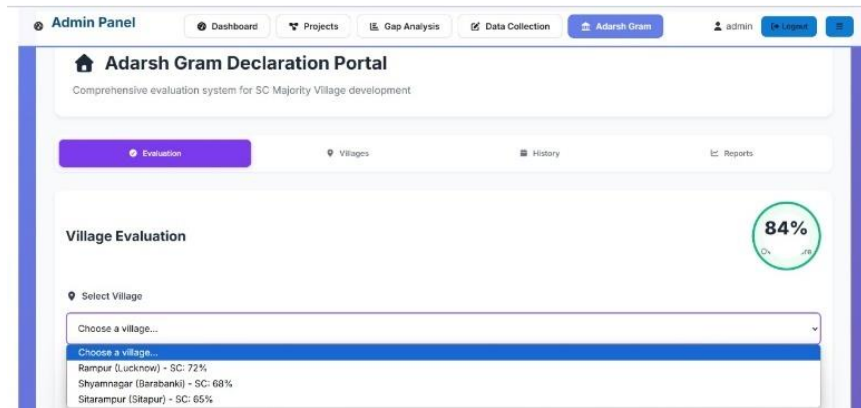 Admin Panel
Dashboard
Projects
Gap Analysis
Data Collection
Adarsh Gram
admin
Logout
Adarsh Gram Declaration Portal
Comprehensive evaluation system for SC Majority Village development
Evaluation
Villages
History
Reports
Village Evaluation
84%
Select Village
Choose a village...
Choose a village...
Rampur (Lucknow) - SC: 72%
Shyamnagar (Barabanki) - SC: 68%
Sitarampur (Sitapur) - SC: 65%